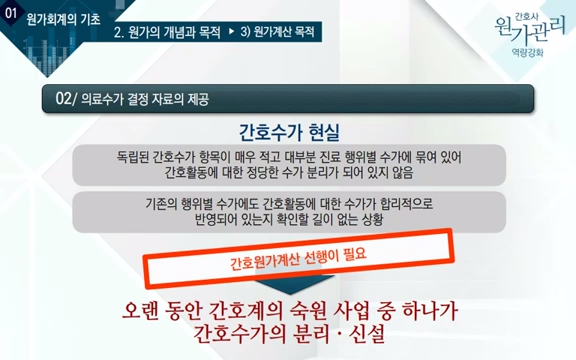 01 원가회계의 기초
2. 원가의 개념과 목적 ▶ 3) 원가계산 목적
간호사
원가관리
역량강화
02/ 의료수가 결정 자료의 제공
간호수가 현실
독립된 간호수가 항목이 매우 적고 대부분 진료 행위별 수가에 묶여 있어
간호활동에 대한 정당한 수가 분리가 되어 있지 않음
기존의 행위별 수가에도 간호활동에 대한 수가가 합리적으로
반영되어 있는지 확인할 길이 없는 상황
간호원가계산 선행이 필요
오랜 동안 간호계의 숙원 사업 중 하나가
간호수가의 분리 · 신설